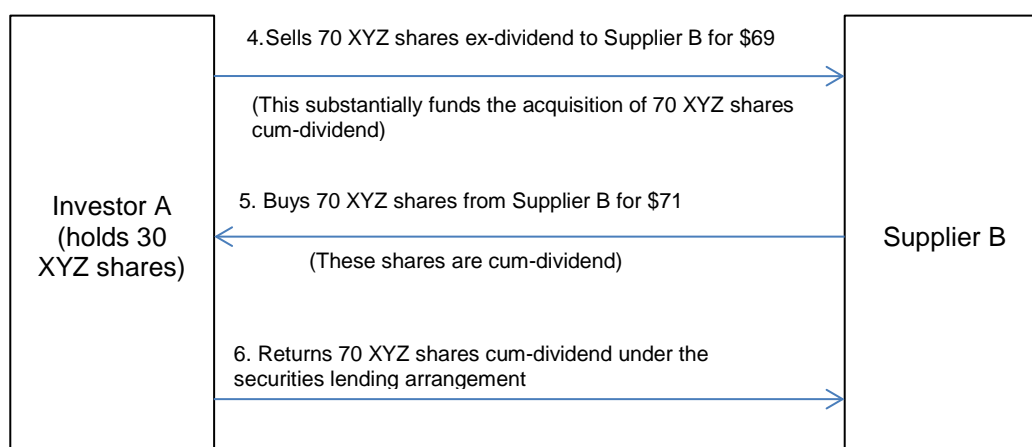 4.Sells 70 XYZ shares ex-dividend to Supplier B for $69
(This substantially funds the acquisition of 70 XYZ shares
cum-dividend)
5. Buys 70 XYZ shares from Supplier B for $71
Investor A
(holds 30
XYZ shares)
Supplier B
(These shares are cum-dividend)
6. Returns 70 XYZ shares cum-dividend under the
securities lending arrangement